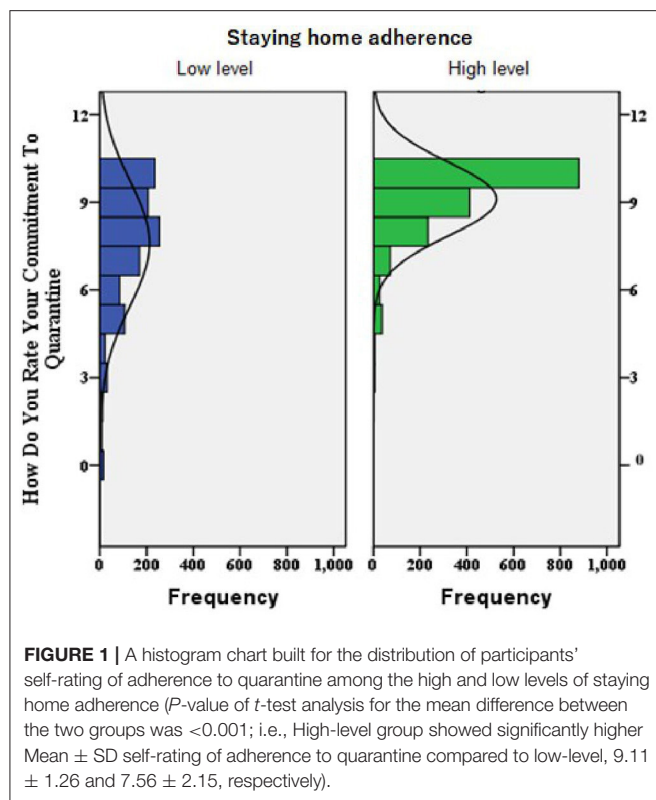 Staying home adherence
Low level
High level
How Do You Rate Your Commitment To
Quarantine
12
9
6
3
0
12
9
6
3
0
0 200 400 600 800 1,000
0 200 400 600 800 1,000
Frequency
Frequency
FIGURE 1 | A histogram chart built for the distribution of participants'
self-rating of adherence to quarantine among the high and low levels of staying
home adherence (P-value of t-test analysis for the mean difference between
the two groups was <0.001; i.e., High-level group showed significantly higher
Mean ± SD self-rating of adherence to quarantine compared to low-level, 9.11
± 1.26 and 7.56 ± 2.15, respectively).